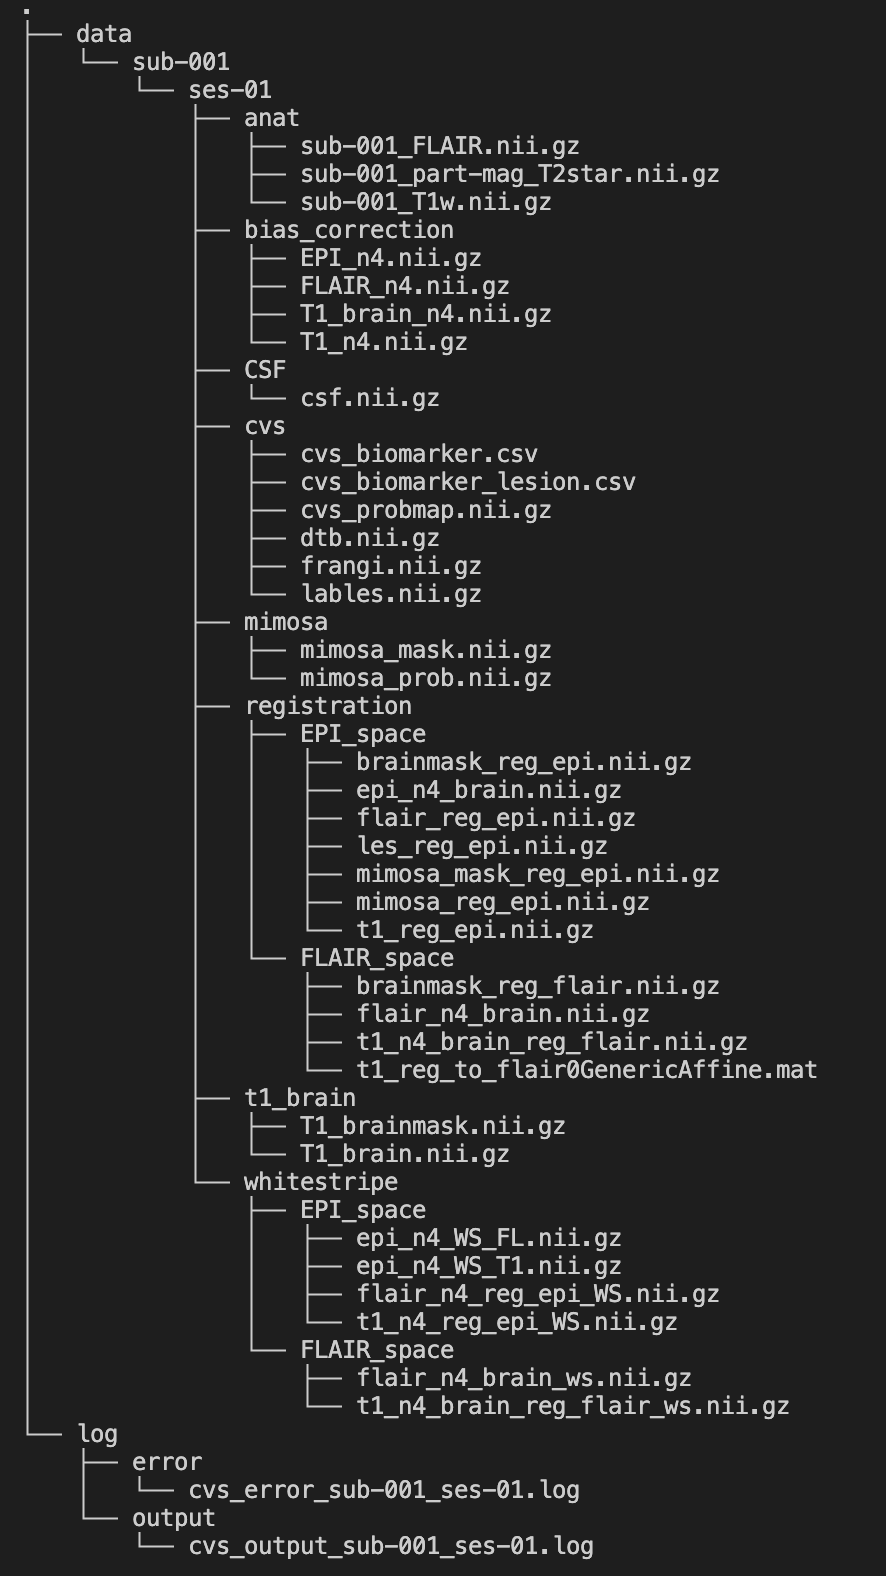 .
├── data
│   └── sub-001
│       └── ses-01
│           ├── anat
│           │   ├── sub-001_FLAIR.nii.gz
│           │   ├── sub-001_part-mag_T2star.nii.gz
│           │   └── sub-001_T1w.nii.gz
│           ├── bias_correction
│           │   ├── EPI_n4.nii.gz
│           │   ├── FLAIR_n4.nii.gz
│           │   ├── T1_brain_n4.nii.gz
│           │   └── T1_n4.nii.gz
│           ├── CSF
│           │   └── csf.nii.gz
│           ├── cvs
│           │   ├── cvs_biomarker.csv
│           │   ├── cvs_biomarker_lesion.csv
│           │   ├── cvs_probmap.nii.gz
│           │   ├── dtb.nii.gz
│           │   ├── frangi.nii.gz
│           │   └── lables.nii.gz
│           ├── mimosa
│           │   ├── mimosa_mask.nii.gz
│           │   └── mimosa_prob.nii.gz
│           ├── registration
│           │   ├── EPI_space
│           │   │   ├── brainmask_reg_epi.nii.gz
│           │   │   ├── epi_n4_brain.nii.gz
│           │   │   ├── flair_reg_epi.nii.gz
│           │   │   ├── les_reg_epi.nii.gz
│           │   │   ├── mimosa_mask_reg_epi.nii.gz
│           │   │   ├── mimosa_reg_epi.nii.gz
│           │   │   └── t1_reg_epi.nii.gz
│           │   └── FLAIR_space
│           │       ├── brainmask_reg_flair.nii.gz
│           │       ├── flair_n4_brain.nii.gz
│           │       ├── t1_n4_brain_reg_flair.nii.gz
│           │       └── t1_reg_to_flair0GenericAffine.mat
│           ├── t1_brain
│           │   ├── T1_brainmask.nii.gz
│           │   └── T1_brain.nii.gz
│           └── whitestripe
│               ├── EPI_space
│               │   ├── epi_n4_WS_FL.nii.gz
│               │   ├── epi_n4_WS_T1.nii.gz
│               │   ├── flair_n4_reg_epi_WS.nii.gz
│               │   └── t1_n4_reg_epi_WS.nii.gz
│               └── FLAIR_space
│                   ├── flair_n4_brain_ws.nii.gz
│                   └── t1_n4_brain_reg_flair_ws.nii.gz
└── log
    ├── error
    │   └── cvs_error_sub-001_ses-01.log
    └── output
        └── cvs_output_sub-001_ses-01.log